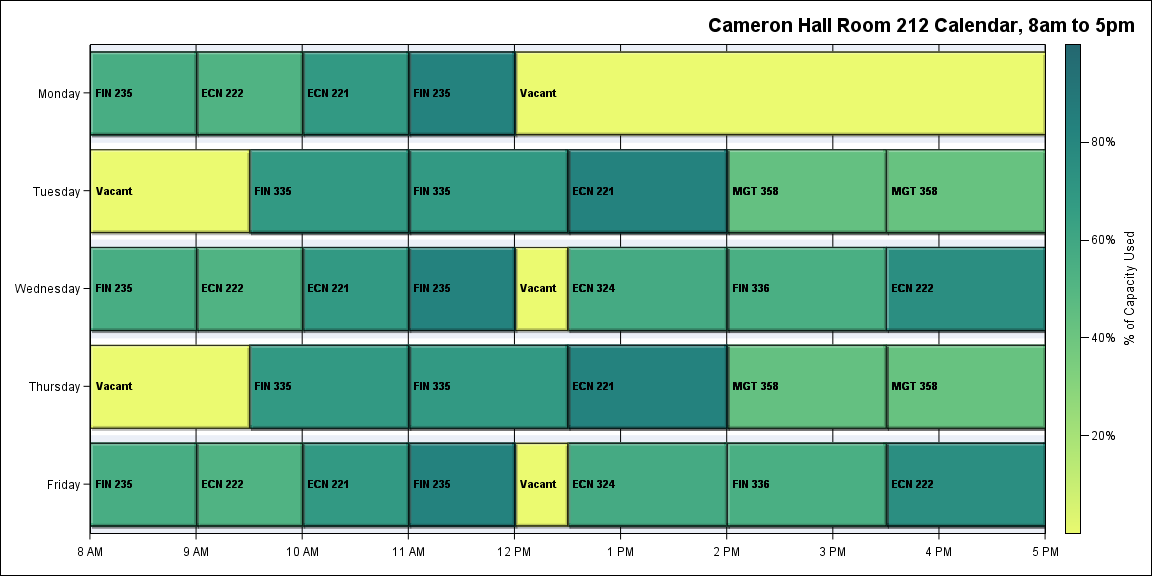 Cameron Hall Room 212 Calendar, 8am to 5pm
Monday FIN 235 ECN 222 ECN 221 FIN 235 Vacant
Tuesday Vacant FIN 335 FIN 335 ECN 221 MGT 358 MGT 358
Wednesday FIN 235 ECN 222 ECN 221 FIN 235 Vacant ECN 324 FIN 336 ECN 222
Thursday Vacant FIN 335 FIN 335 ECN 221 MGT 358 MGT 358
Friday FIN 235 ECN 222 ECN 221 FIN 235 Vacant ECN 324 FIN 336 ECN 222
8 AM 9 AM 10 AM 11 AM 12 PM 1 PM 2 PM 3 PM 4 PM 5 PM
80%
60%
40%
20%
% of Capacity Used